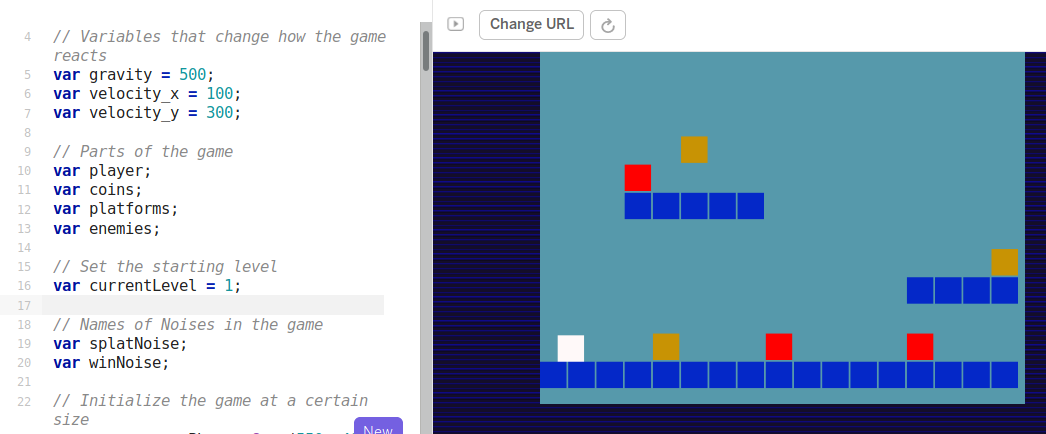 Change URL
4 // Variables that change how the game
reacts
5 var gravity = 500;
6 var velocity_x = 100;
7 var velocity_y = 300;
8
9 // Parts of the game
10 var player;
11 var coins;
12 var platforms;
13 var enemies;
14
15 // Set the starting level
16 var currentLevel = 1;
17
18 // Names of Noises in the game
19 var splatNoise;
20 var winNoise;
21
22 // Initialize the game at a certain
size
New